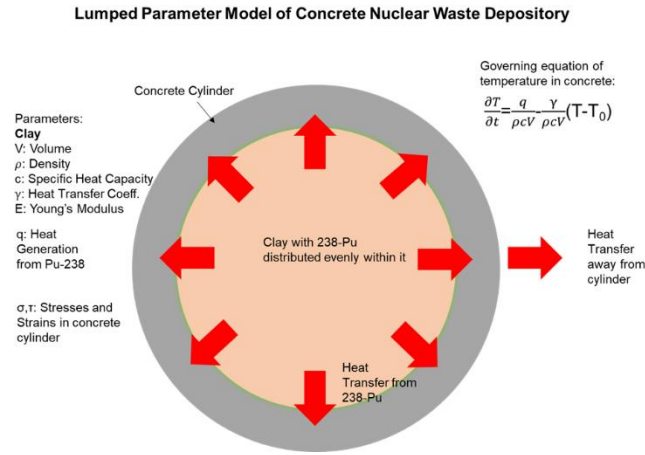 Lumped Parameter Model of Concrete Nuclear Waste Depository
Governing equation of
temperature in concrete:
∂T/∂t=q/ρcV-γ/ρcV(T-T₀)
Concrete Cylinder
Parameters:
Clay
V: Volume
ρ: Density
c: Specific Heat Capacity
γ: Heat Transfer Coeff.
E: Young's Modulus
q: Heat
Generation
from Pu-238
σ,τ: Stresses and
Strains in concrete
cylinder
Clay with 238-Pu
distributed evenly within it
Heat
Transfer
away from
cylinder
Heat
Transfer from
238-Pu